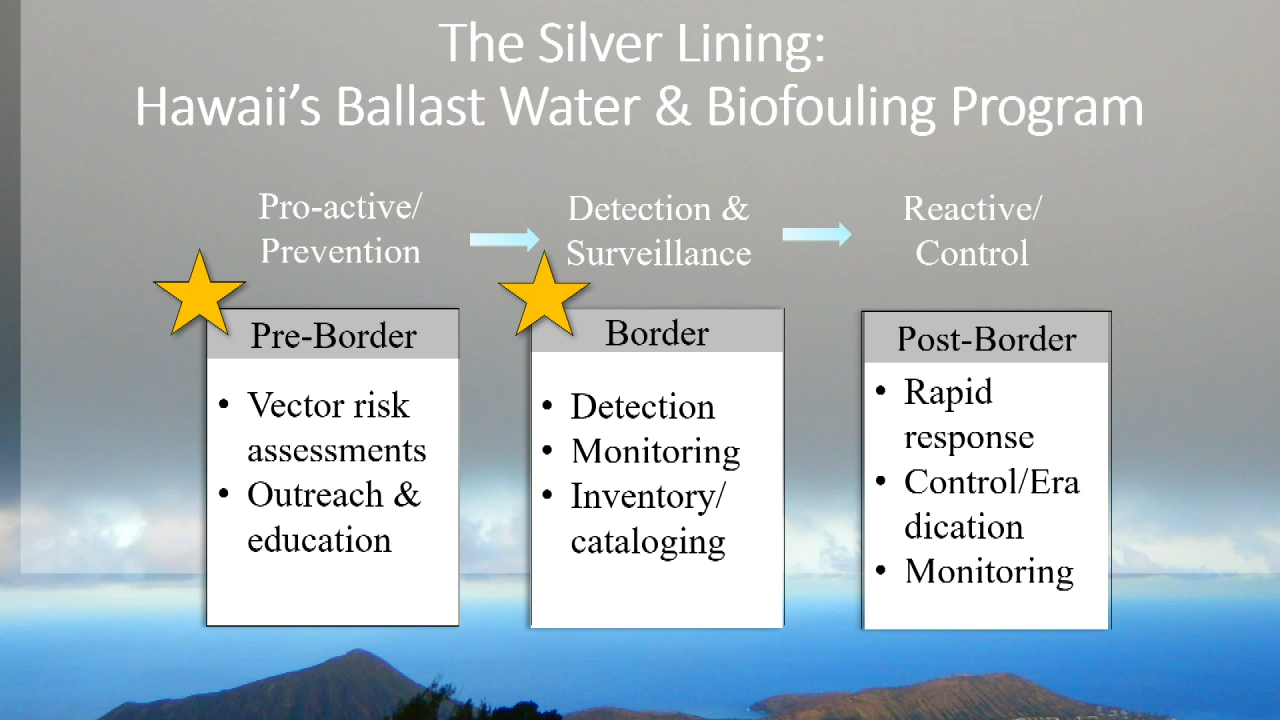 The Silver Lining:
Hawaii’s Ballast Water & Biofouling Program
Pro-active/
Prevention
Detection &
Surveillance
Reactive/
Control
Pre-Border
• Vector risk
assessments
• Outreach &
education
Border
• Detection
• Monitoring
• Inventory/
cataloging
Post-Border
• Rapid
response
• Control/Era
dication
• Monitoring